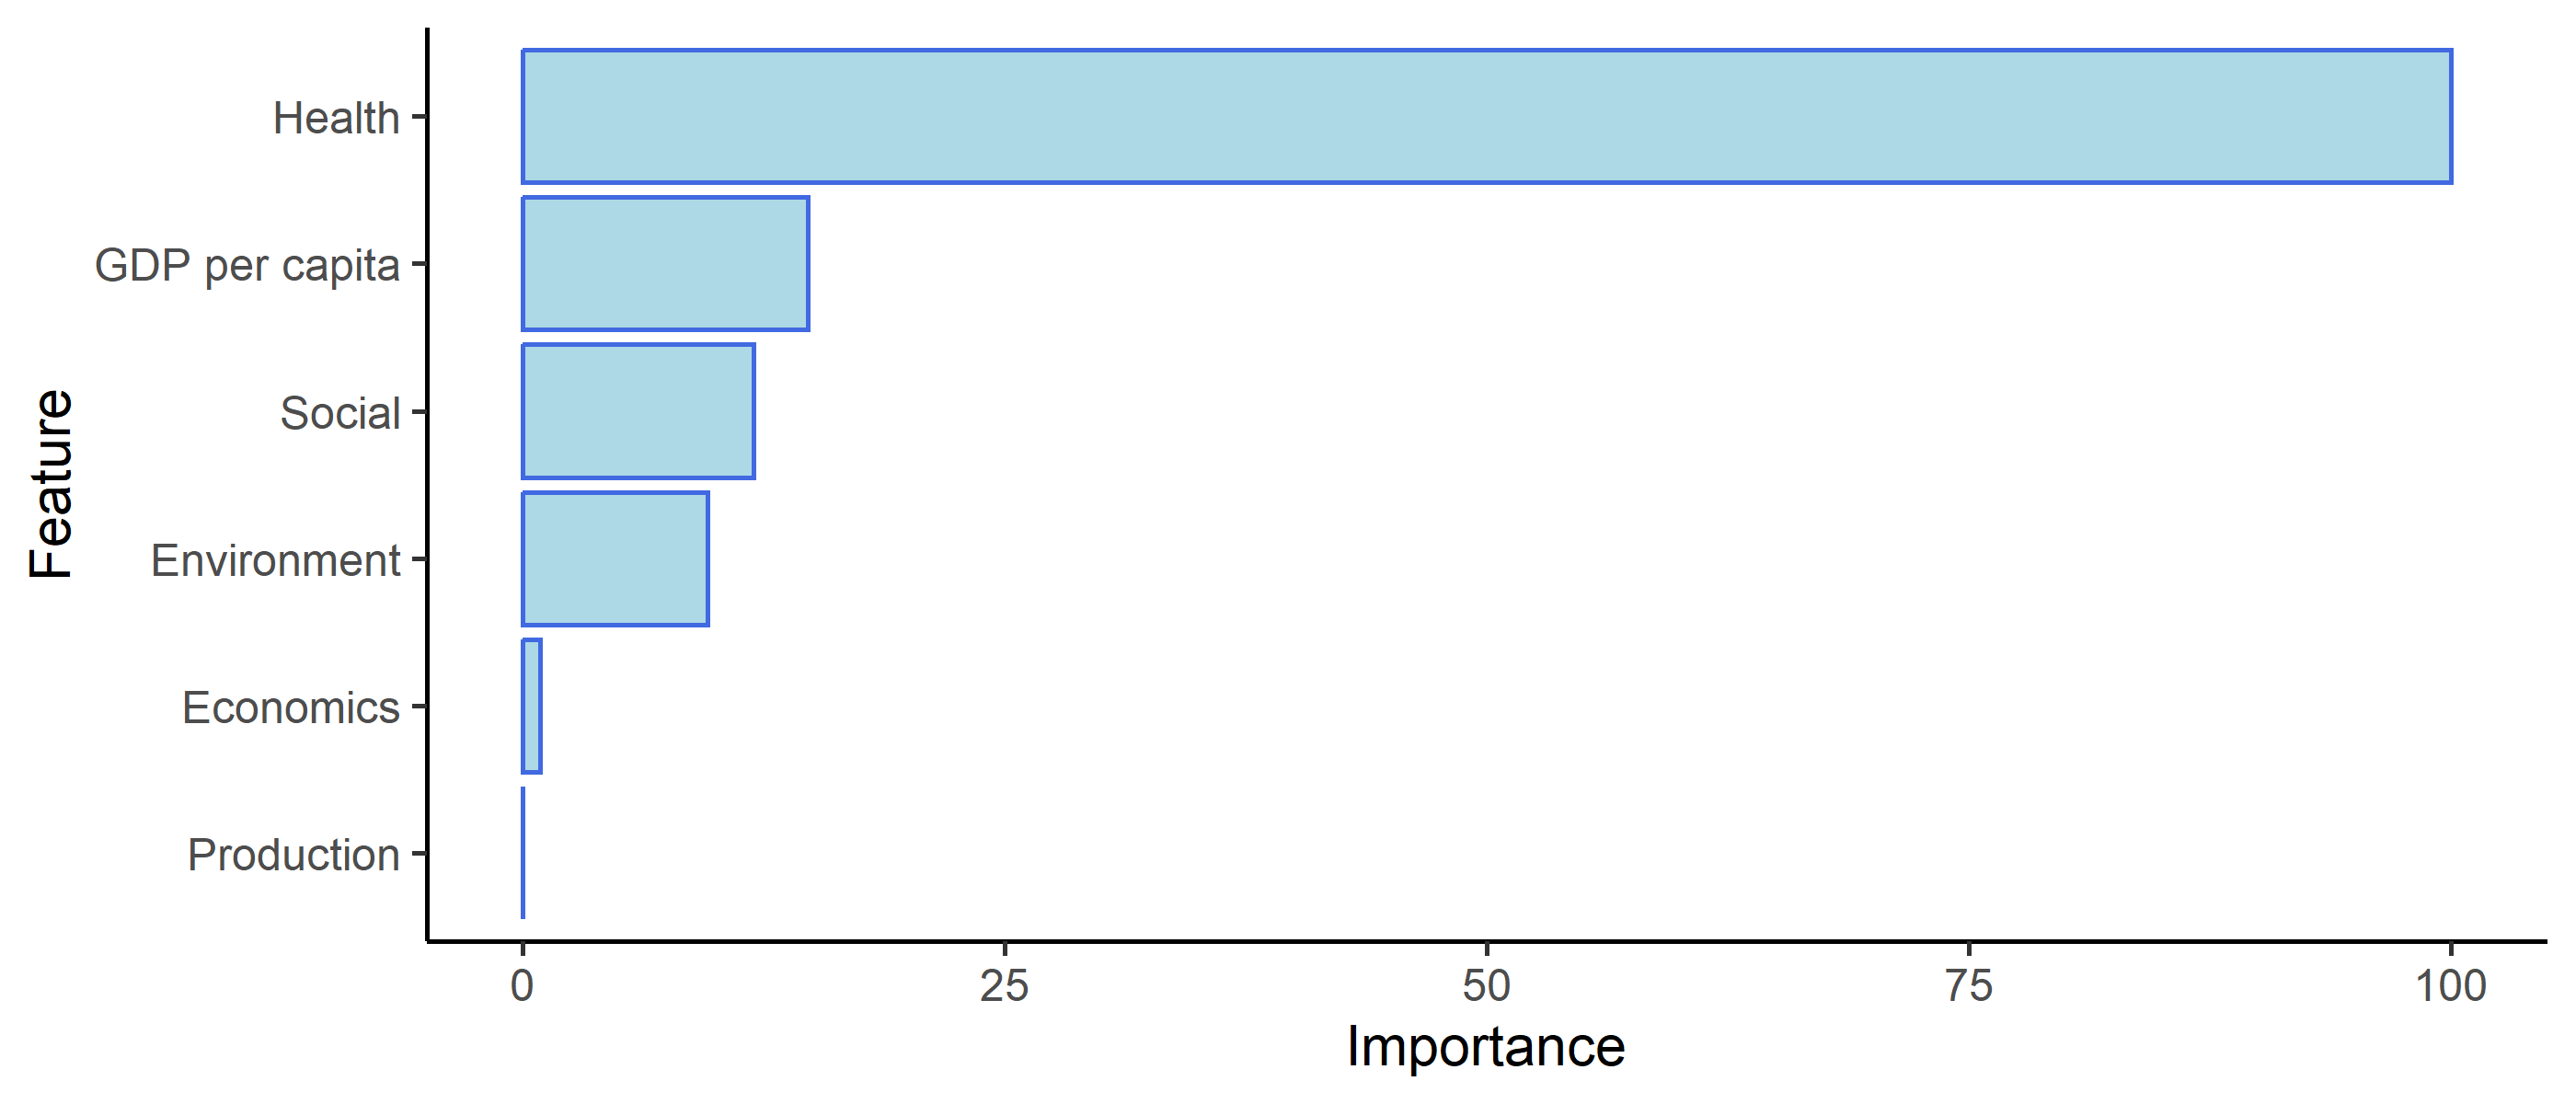 Feature
Health
GDP per capita
Social
Environment
Economics
Production
0 25 50 75 100
Importance